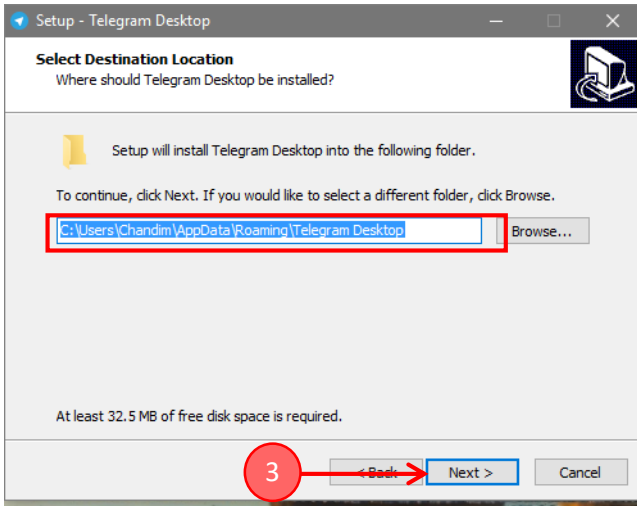 Setup - Telegram Desktop
Select Destination Location
Where should Telegram Desktop be installed?
Setup will install Telegram Desktop into the following folder.
To continue, click Next. If you would like to select a different folder, click Browse.
C:\Users\Chandim\AppData\Roaming\Telegram Desktop
Browse...
At least 32.5 MB of free disk space is required.
3
< Back
Next >
Cancel